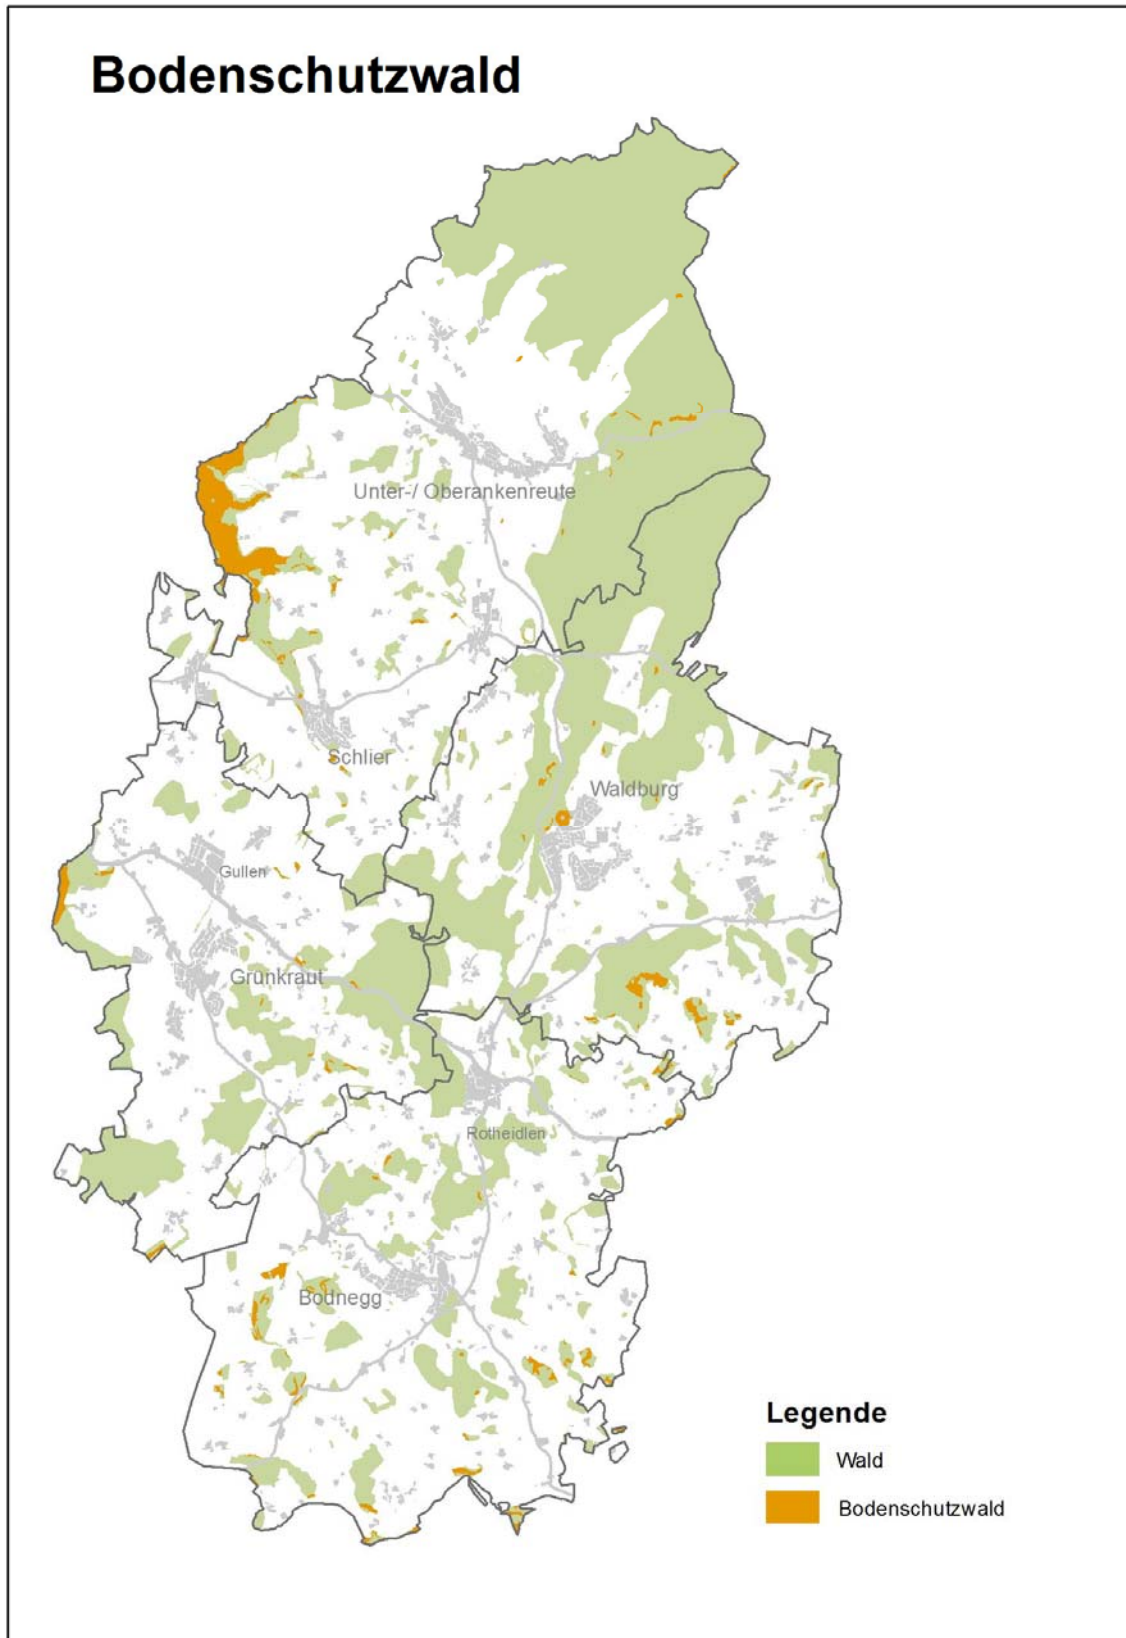 Bodenschutzwald
Unter-/ Oberankenreute
Schlier
Waldburg
Gullen
Grünkraut
Rotheidlen
Bodnegg
Legende
Wald
Bodenschutzwald